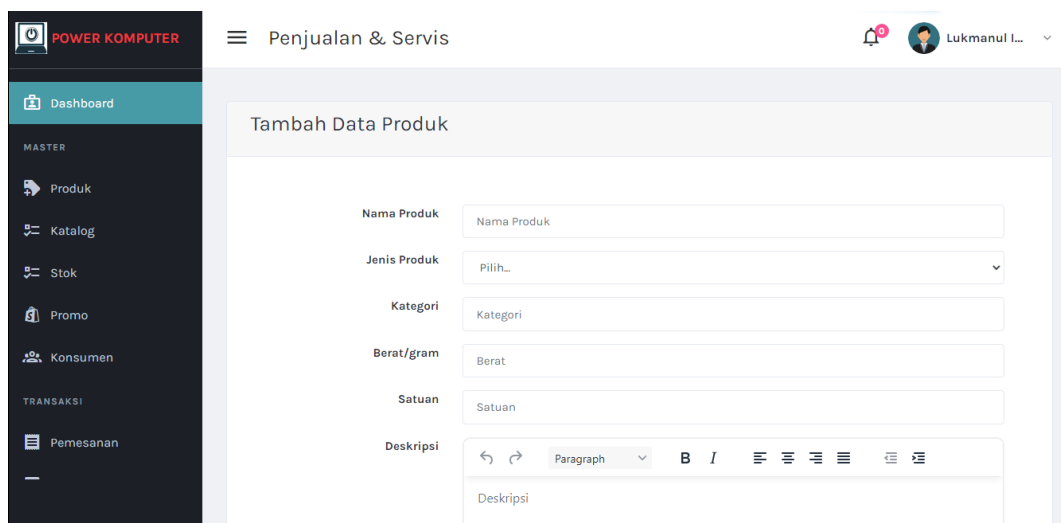 POWER KOMPUTER
Penjualan & Servis
0
Lukmanul I...
Dashboard
MASTER
Produk
Katalog
Stok
Promo
Konsumen
TRANSAKSI
Pemesanan
Tambah Data Produk
Nama Produk
Nama Produk
Jenis Produk
Pilih...
Kategori
Kategori
Berat/gram
Berat
Satuan
Satuan
Deskripsi
Paragraph
B I
Deskripsi